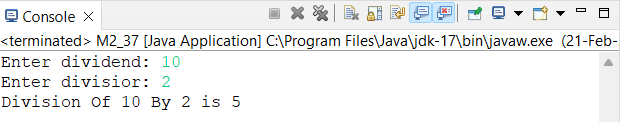 Console
<terminated> M2_37 [Java Application] C:\Program Files\Java\jdk-17\bin\javaw.exe (21-Feb-
Enter dividend: 10
Enter divisior: 2
Division Of 10 By 2 is 5